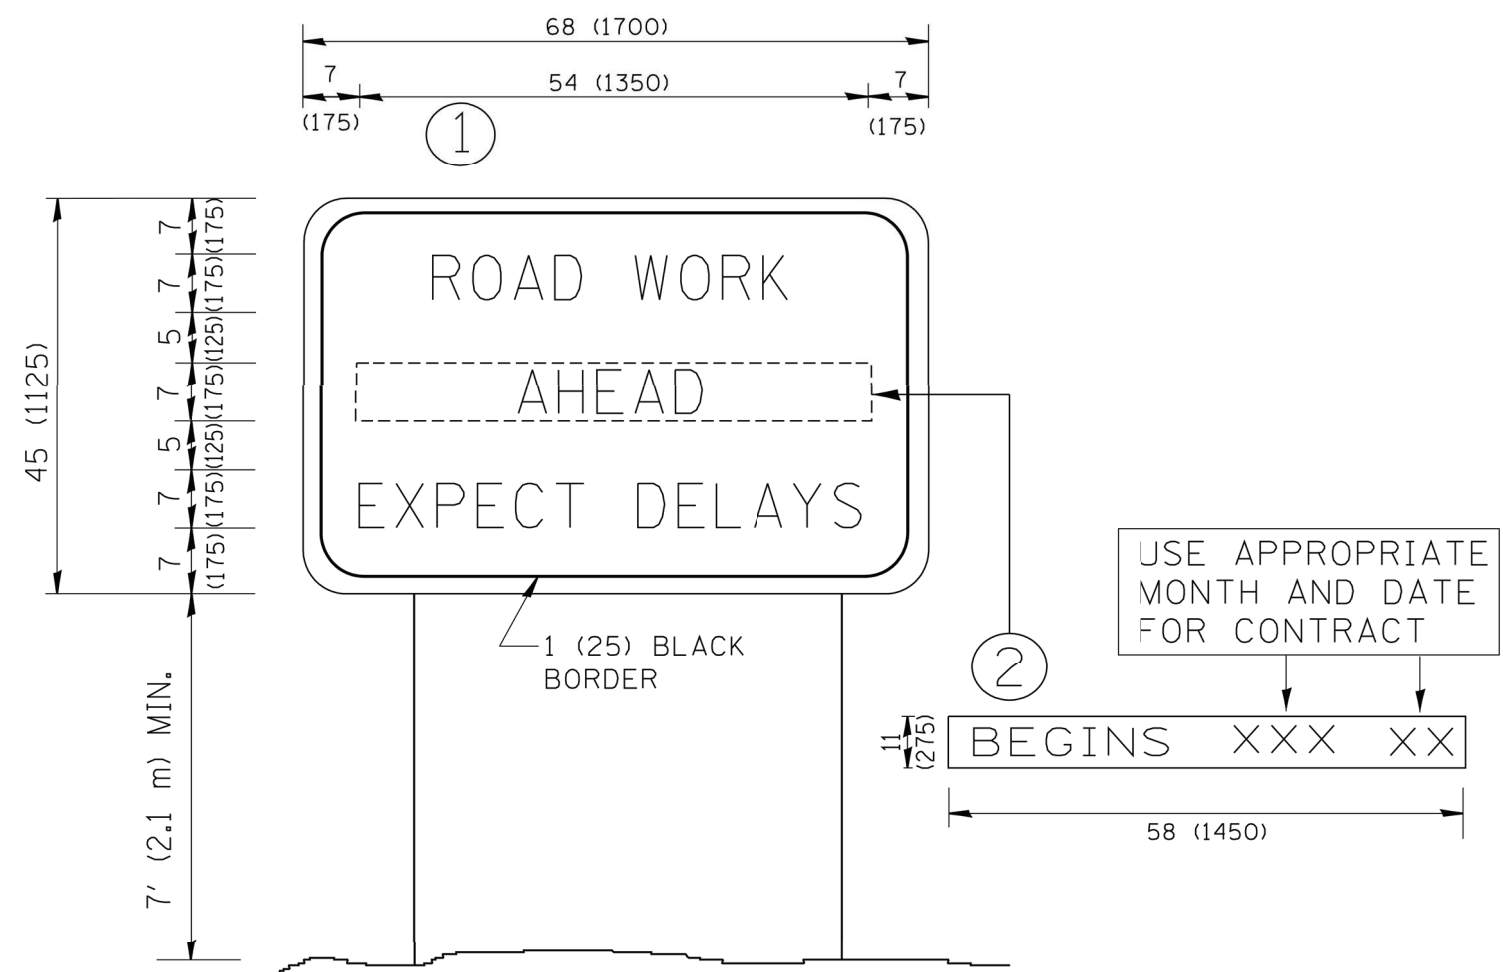 68 (1700)
7 54 (1350) 7
(175) (175)
1
45 (1125)
7 (175)
7 (175)
5 (125)
7 (175)
5 (125)
7 (175)
7 (175)
ROAD WORK
AHEAD
EXPECT DELAYS
1 (25) BLACK
BORDER
7' (2.1 m) MIN.
USE APPROPRIATE
MONTH AND DATE
FOR CONTRACT
2
11
(275)
BEGINS XXX XX
58 (1450)